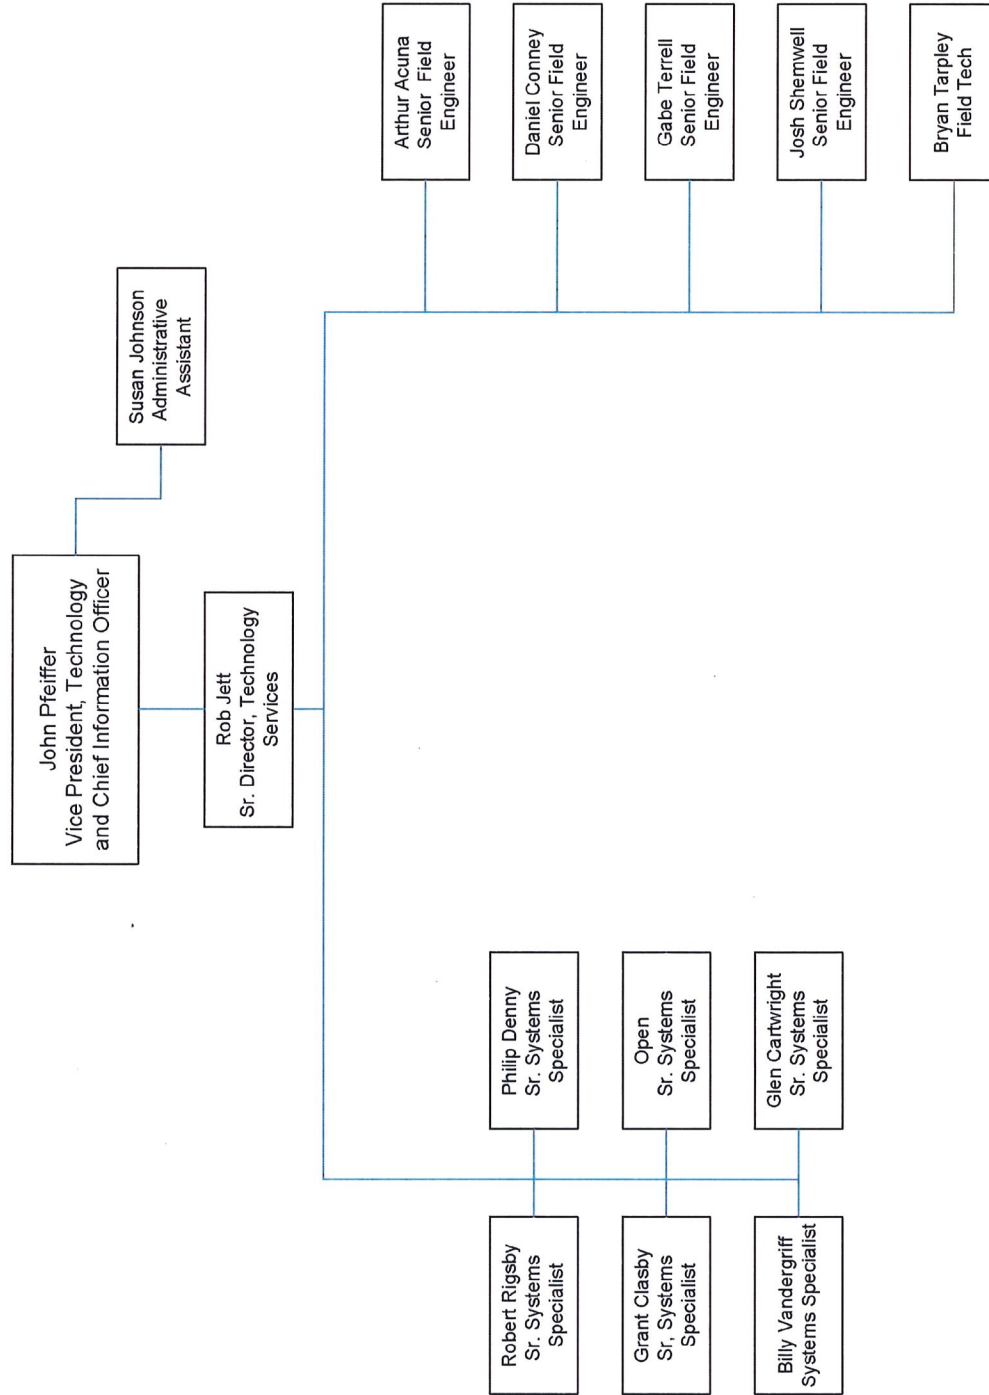 John Pfeiffer
Vice President, Technology
and Chief Information Officer
Susan Johnson
Administrative
Assistant
Rob Jett
Sr. Director, Technology
Services
Robert Rigsby
Sr. Systems
Specialist
Philip Denny
Sr. Systems
Specialist
Grant Clasby
Sr, Systems
Specialist
Open
Sr. Systems
Specialist
Billy Vandergriff
Systems Specialist
Glen Cartwright
Sr. Systems
Specialist
Arthur Acuna
Senior Field
Engineer
Daniel Conney
Senior Field
Engineer
Gabe Terrell
Senior Field
Engineer
Josh Shemwell
Senior Field
Engineer
Bryan Tarpley
Field Tech